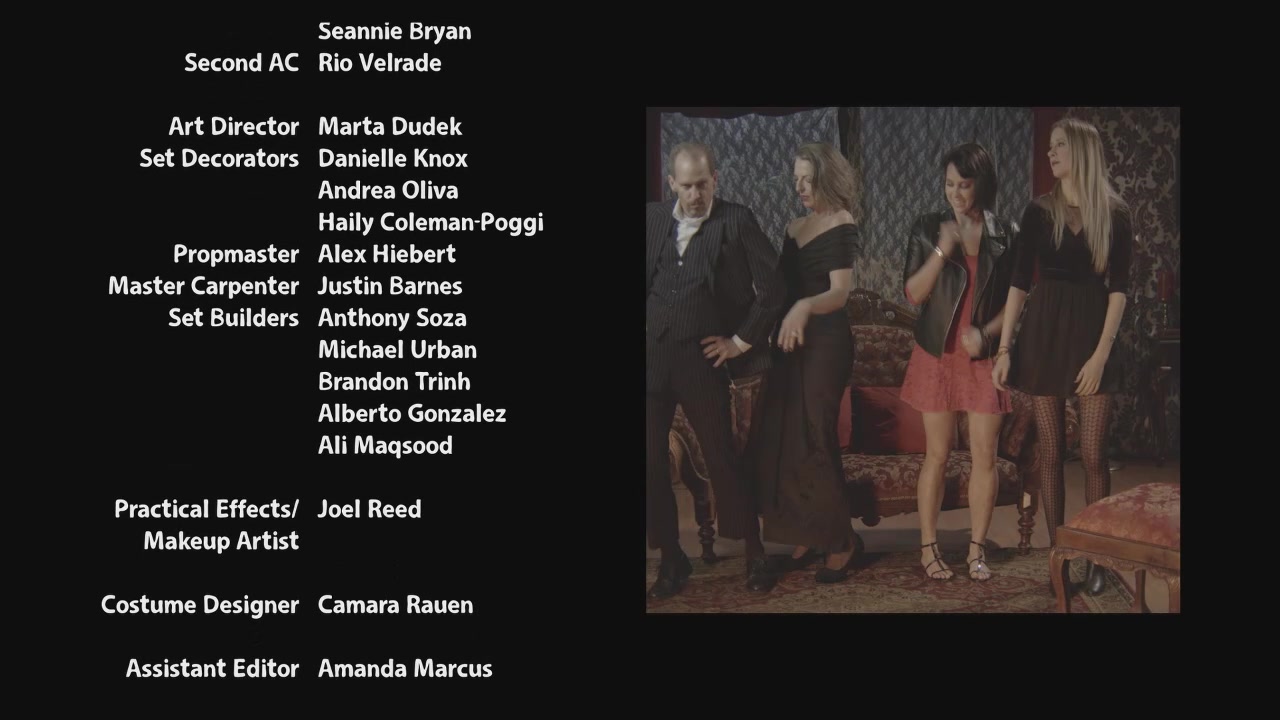 Seannie Bryan
Second AC Rio Velrade
Art Director Marta Dudek
Set Decorators Danielle Knox
Andrea Oliva
Haily Coleman-Poggi
Propmaster Alex Hiebert
Master Carpenter Justin Barnes
Set Builders Anthony Soza
Michael Urban
Brandon Trinh
Alberto Gonzalez
Ali Maqsood
Practical Effects/ Joel Reed
Makeup Artist
Costume Designer Camara Rauen
Assistant Editor Amanda Marcus